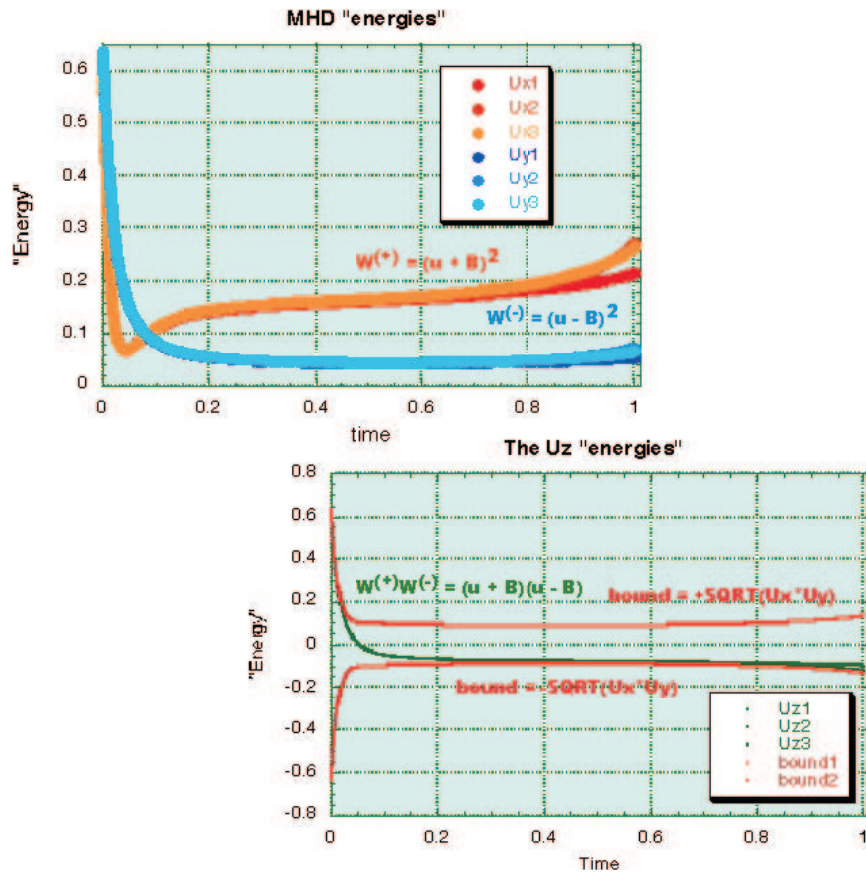 MHD "energies"
0.6
0.5
0.4
0.3
0.2
0.1
0
"Energy"
Ux1
Ux2
Ux3
Uy1
Uy2
Uy3
W(+) = (u + B)2
W(-) = (u - B)2
0 0.2 0.4 0.6 0.8 1
time
The Uz "energies"
0.8
0.6
0.4
0.2
0
-0.2
-0.4
-0.6
-0.8
"Energy"
W(+)W(-) = (u + B)(u - B)
bound = +SQRT(Ux*Uy)
bound = -SQRT(Ux*Uy)
Uz1
Uz2
Uz3
bound1
bound2
0 0.2 0.4 0.6 0.8 1
Time